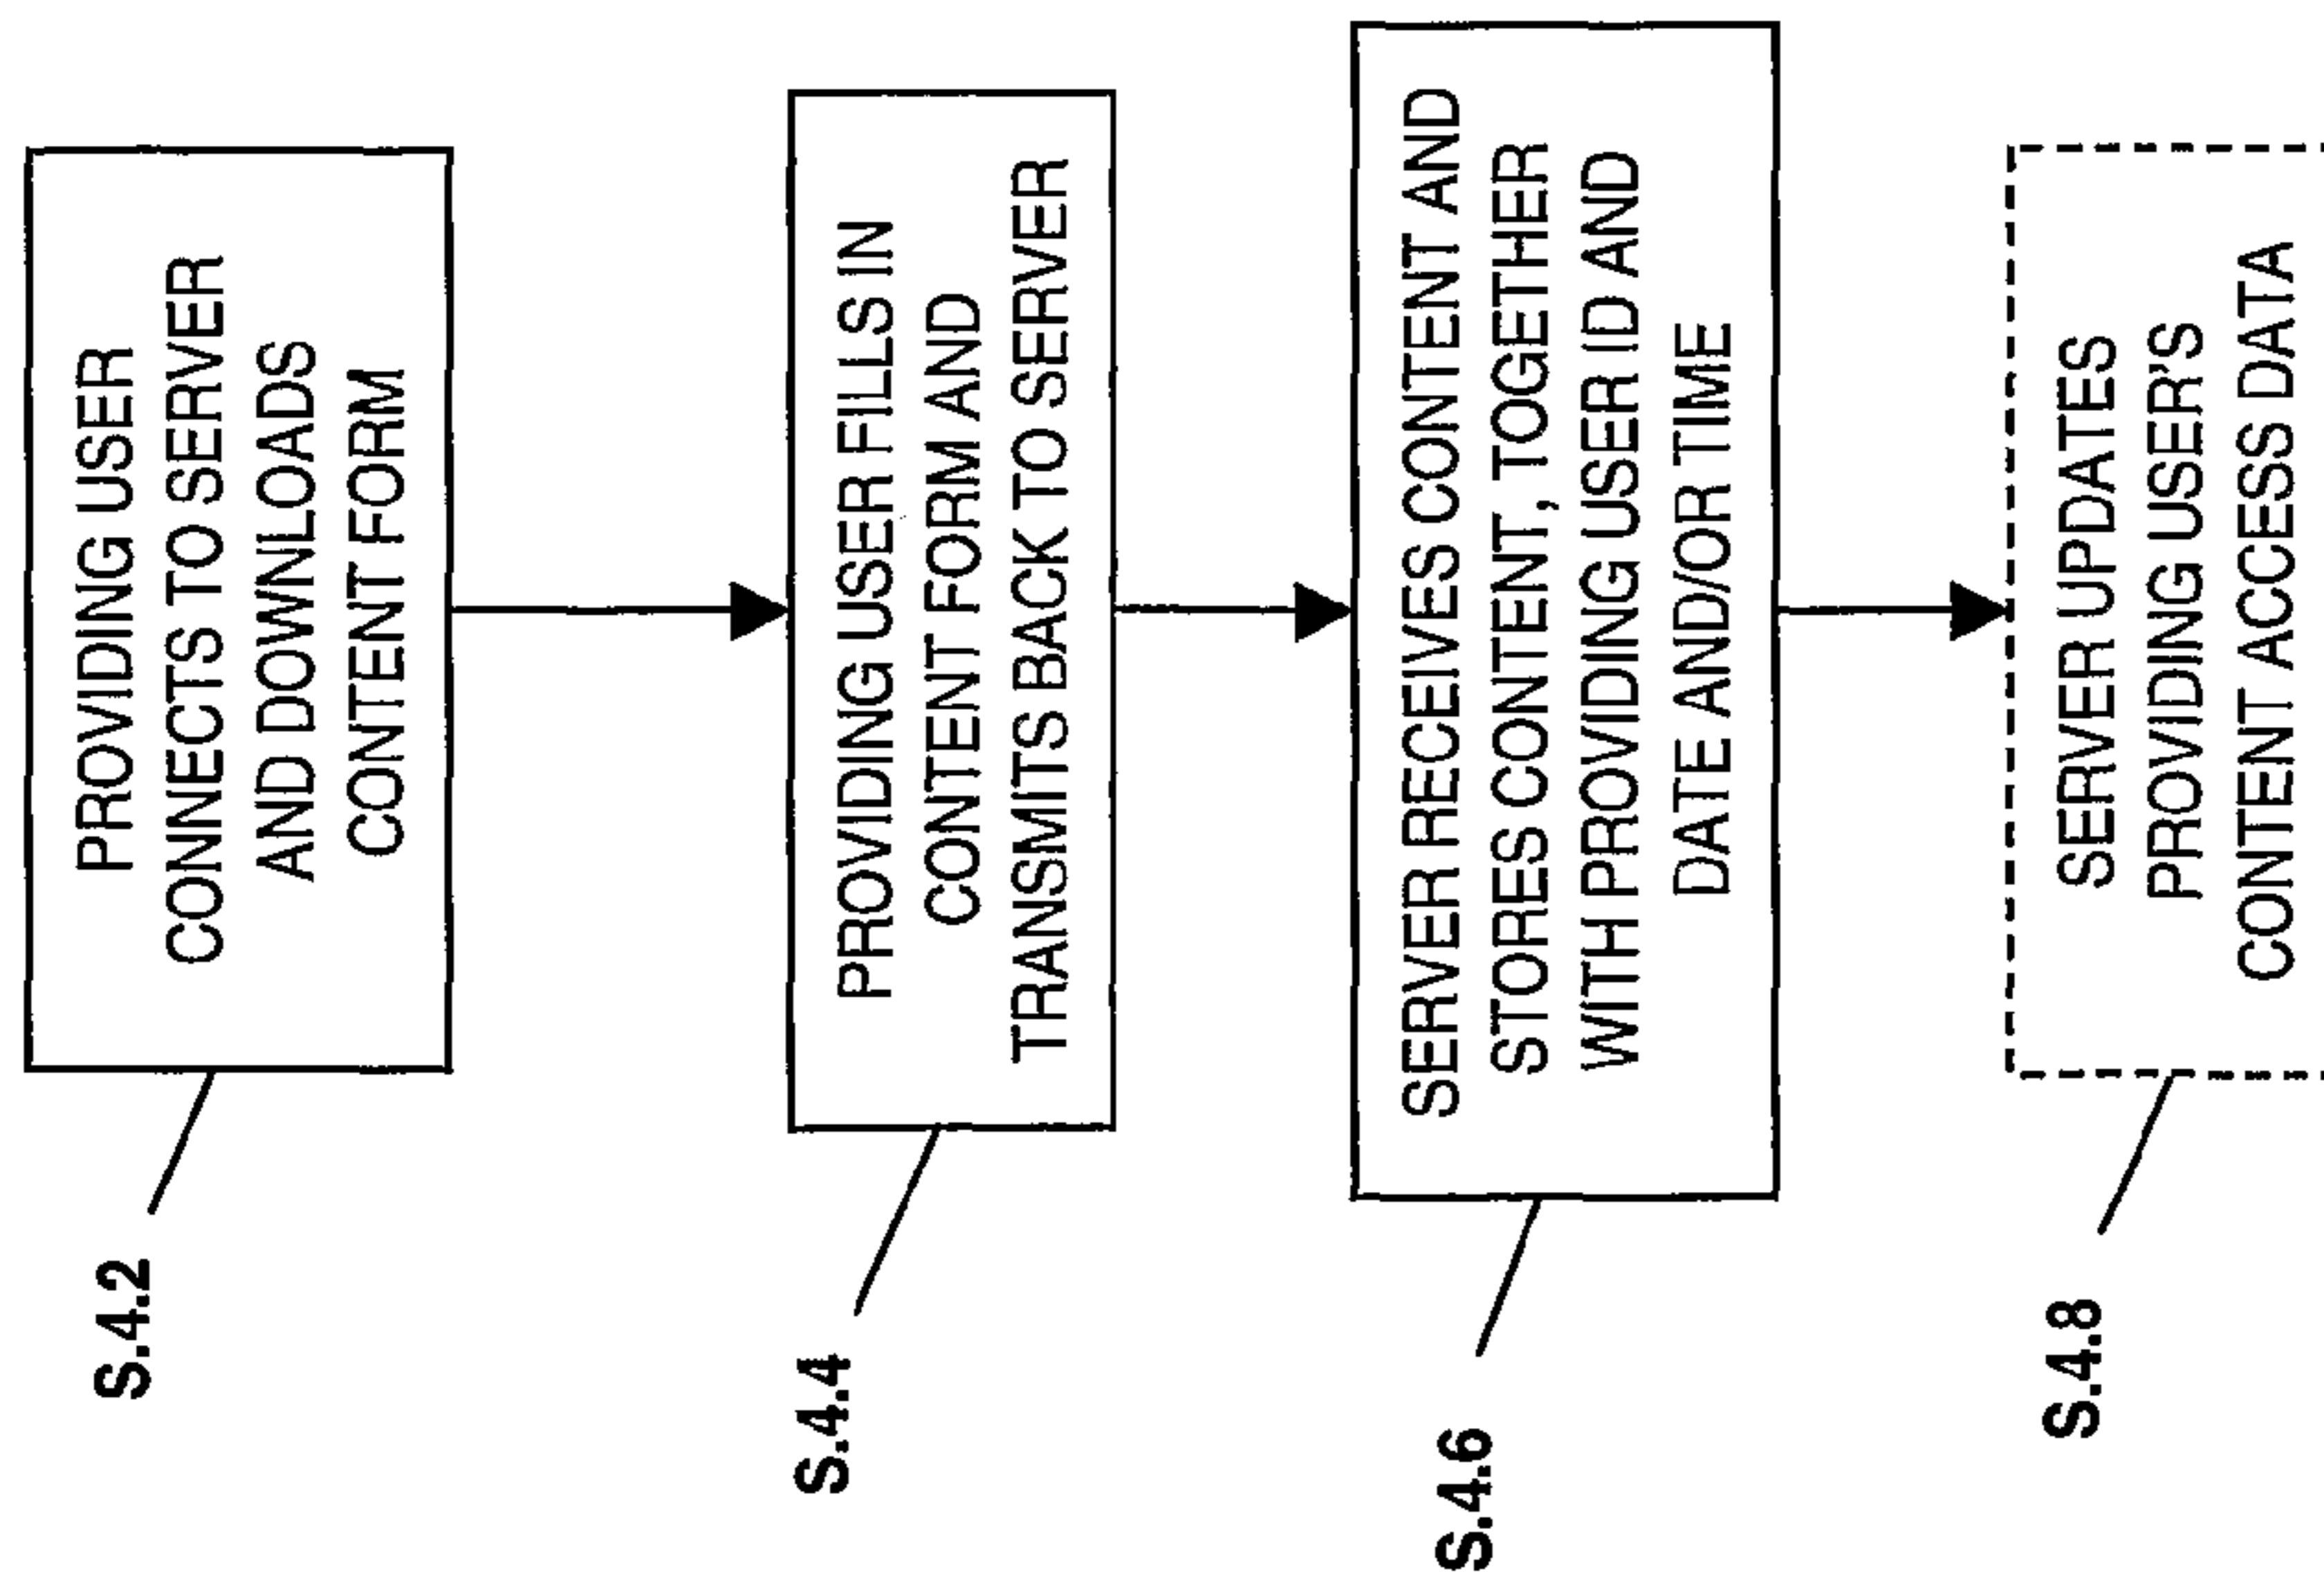 S.4.2
PROVIDING USER
CONNECTS TO SERVER
AND DOWNLOADS
CONTENT FORM
S.4.4
PROVIDING USER FILLS IN
CONTENT FORM AND
TRANSMITS BACK TO SERVER
S.4.6
SERVER RECEIVES CONTENT AND
STORES CONTENT, TOGETHER
WITH PROVIDING USER ID AND
DATE AND/OR TIME
S.4.8
SERVER UPDATES
PROVIDING USER'S
CONTENT ACCESS DATA